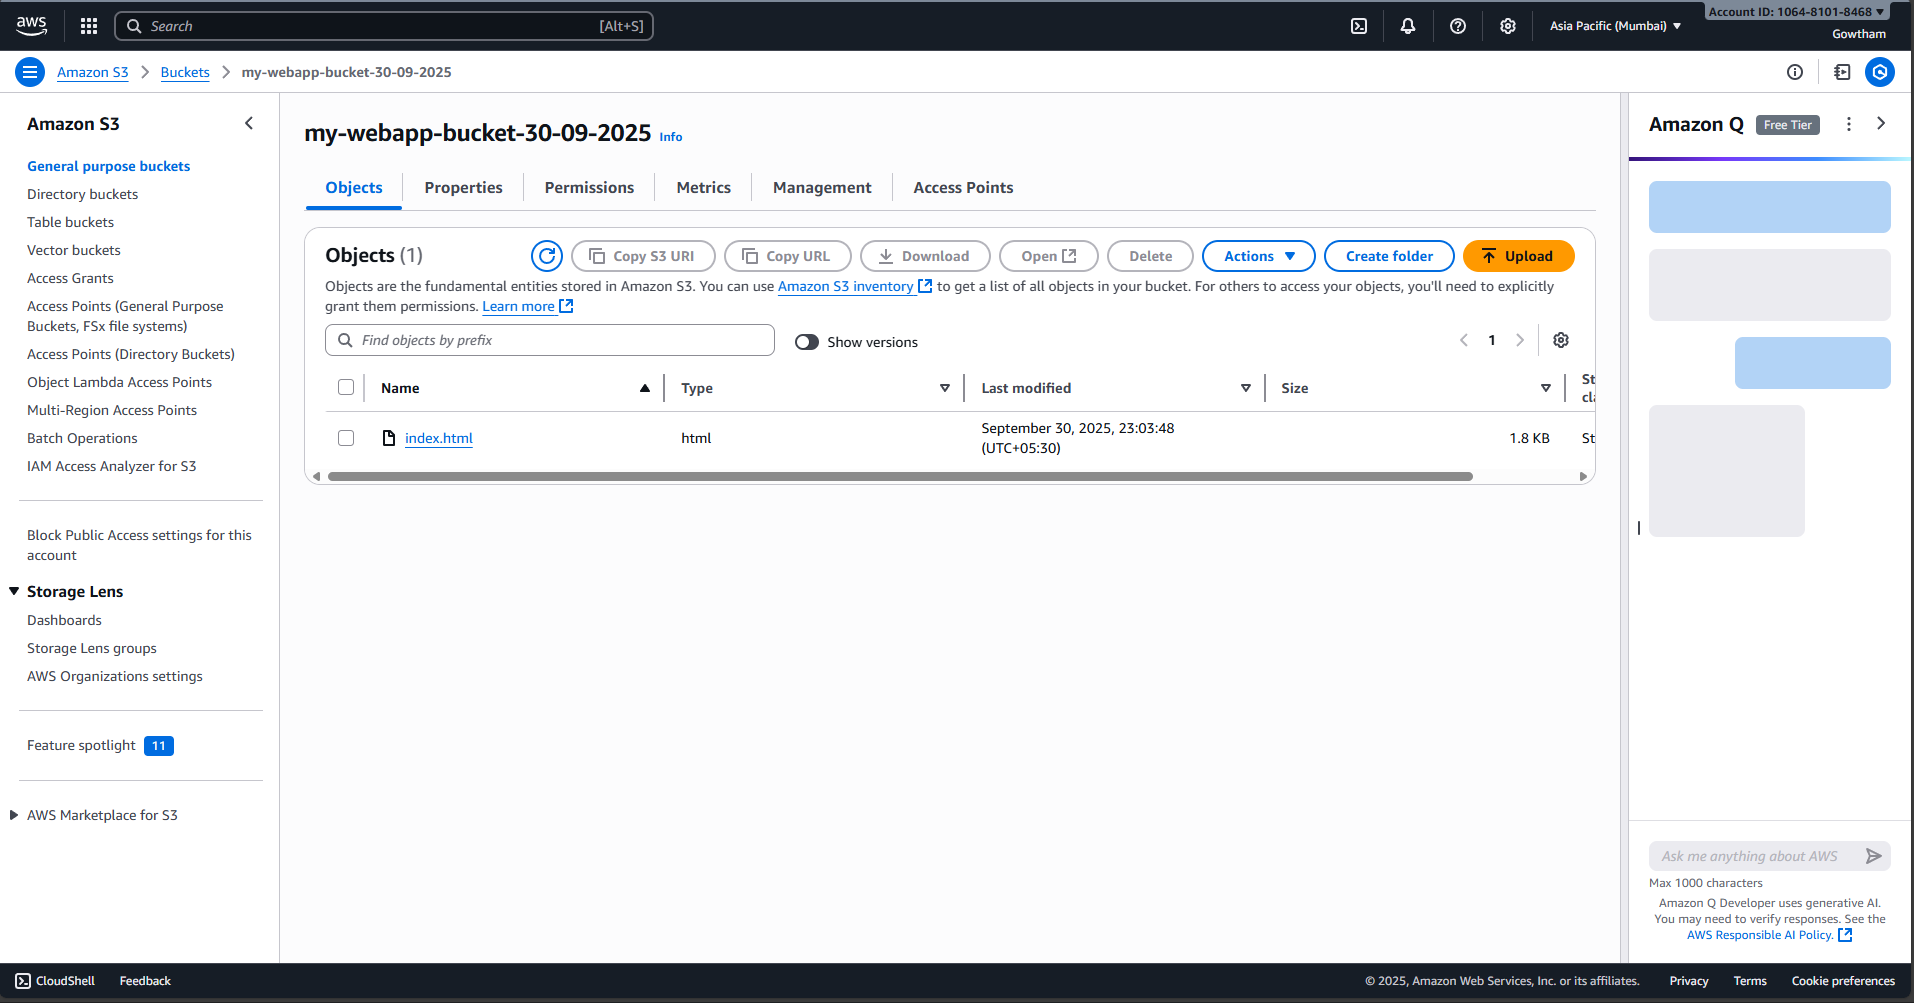 aws
Search [Alt+S]
Asia Pacific (Mumbai)
Account ID: 1064-8101-8468
Gowtham
Amazon S3
Buckets
my-webapp-bucket-30-09-2025
Amazon S3
General purpose buckets
Directory buckets
Table buckets
Vector buckets
Access Grants
Access Points (General Purpose
Buckets, FSx file systems)
Access Points (Directory Buckets)
Object Lambda Access Points
Multi-Region Access Points
Batch Operations
IAM Access Analyzer for S3
Block Public Access settings for this
account
Storage Lens
Dashboards
Storage Lens groups
AWS Organizations settings
Feature spotlight 11
AWS Marketplace for S3
my-webapp-bucket-30-09-2025 Info
Objects
Properties
Permissions
Metrics
Management
Access Points
Objects (1)
Copy S3 URI
Copy URL
Download
Open
Delete
Actions
Create folder
Upload
Objects are the fundamental entities stored in Amazon S3. You can use Amazon S3 inventory to get a list of all objects in your bucket. For others to access your objects, you'll need to explicitly
grant them permissions. Learn more
Find objects by prefix
Show versions
1
Name
Type
Last modified
Size
St
cla
index.html
html
September 30, 2025, 23:03:48
(UTC+05:30)
1.8 KB
St
Amazon Q Free Tier
Ask me anything about AWS
Max 1000 characters
Amazon Q Developer uses generative AI.
You may need to verify responses. See the
AWS Responsible AI Policy.
CloudShell
Feedback
© 2025, Amazon Web Services, Inc. or its affiliates.
Privacy
Terms
Cookie preferences